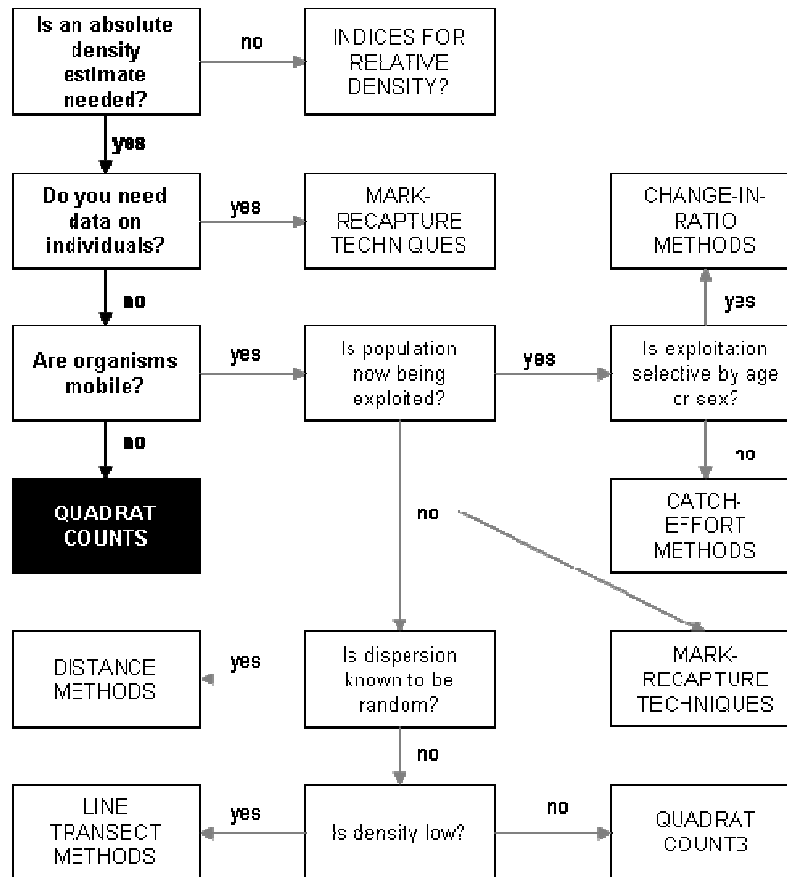 Is an absolute
density
estimate
needed?
no
INDICES FOR
RELATIVE
DENSITY?
yes
Do you need
data on
individuals?
yes
MARK-
RECAPTURE
TECHNIQUES
CHANGE-IN-
RATIO
METHODS
no
yes
Are organisms
mobile?
yes
Is population
now being
exploited?
yes
Is exploitation
selective by age
or sex?
no
no
QUADRAT
COUNTS
no
CATCH-
EFFORT
METHODS
DISTANCE
METHODS
yes
Is dispersion
known to be
random?
MARK-
RECAPTURE
TECHNIQUES
no
LINE
TRANSECT
METHODS
yes
Is density low?
no
QUADRAT
COUNTS